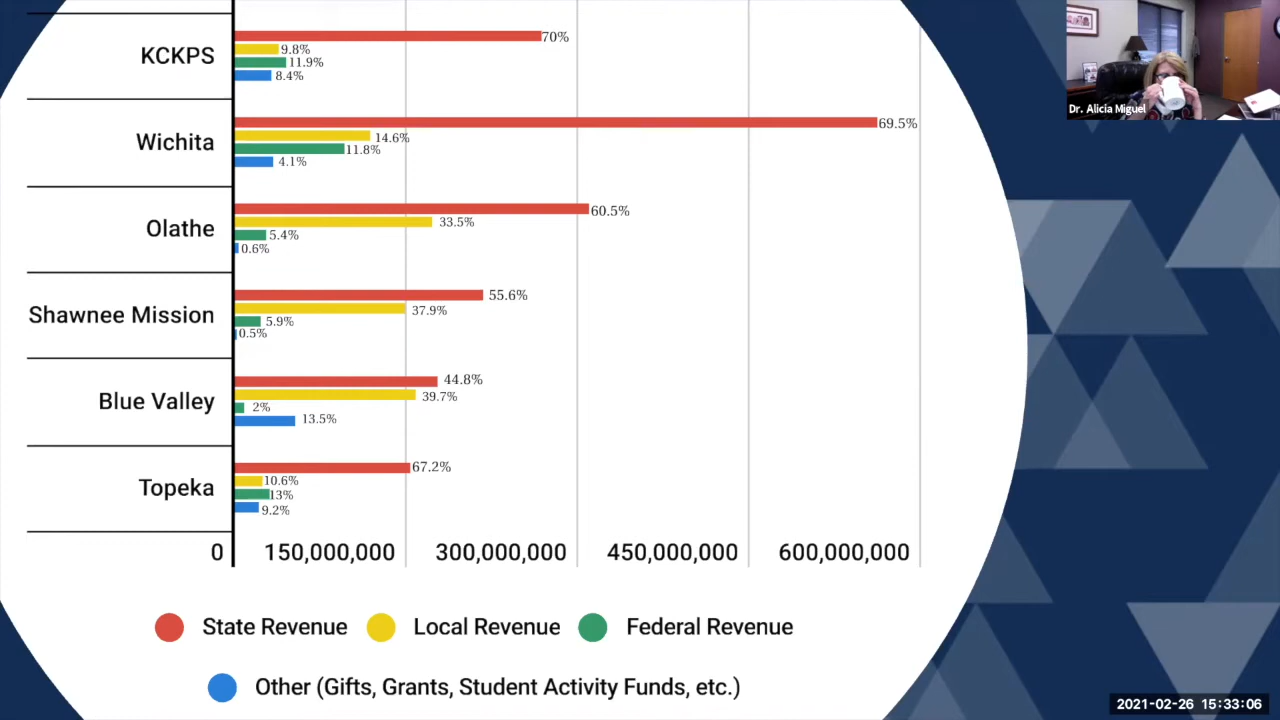 KCKPS
70%
9.8%
11.9%
8.4%
Wichita
69.5%
14.6%
11.8%
4.1%
Olathe
60.5%
33.5%
5.4%
0.6%
Shawnee Mission
55.6%
37.9%
5.9%
0.5%
Blue Valley
44.8%
39.7%
2%
13.5%
Topeka
67.2%
10.6%
13%
9.2%
0 150,000,000 300,000,000 450,000,000 600,000,000
State Revenue Local Revenue Federal Revenue
Other (Gifts, Grants, Student Activity Funds, etc.)
Dr. Alicia Miguel
2021-02-26 15:33:06